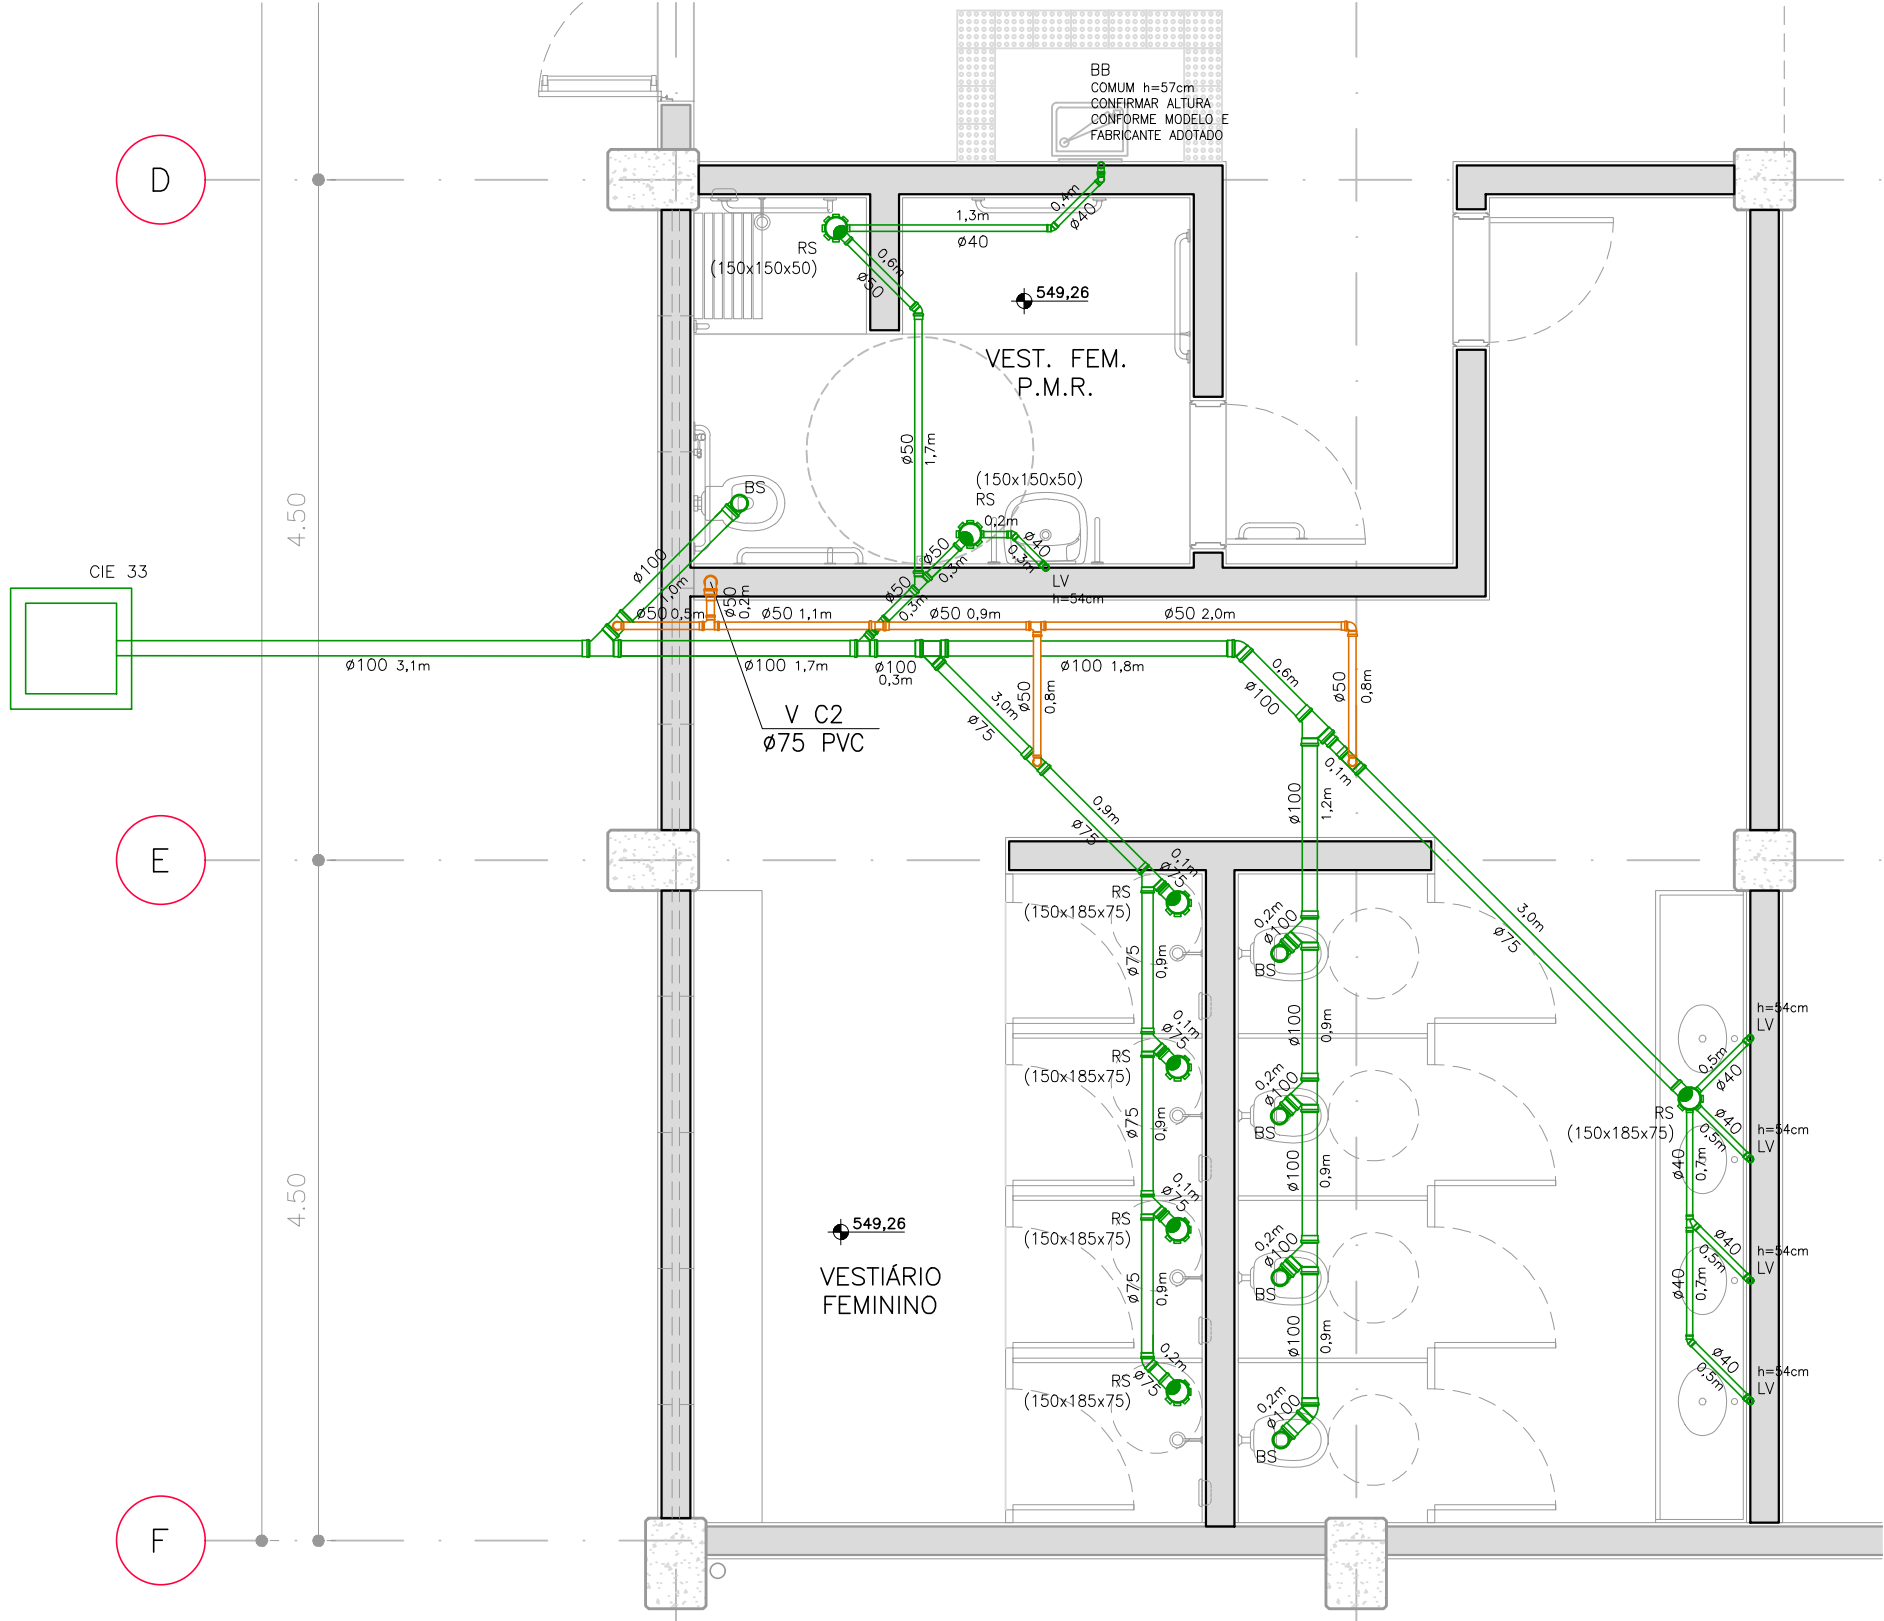 BB
COMUM h=57cm
CONFIRMAR ALTURA
CONFORME MODELO E
FABRICANTE ADOTADO
D
0,4m
ø40
1,3m
ø40
RS
(150x150x50)
0,6m
ø50
549,26
VEST. FEM.
P.M.R.
ø50
1,7m
(150x150x50)
RS
BS
0,2m
ø40
0,3m
4.50
ø50
0,3m
CIE 33
ø100
1,0m
LV
h=54cm
ø50
0,3m
ø50
0,2m
ø50 0,5m
ø50 1,1m
ø50 0,9m
ø50 2,0m
ø100 3,1m
ø100 1,7m
ø100
0,3m
ø100 1,8m
0,6m
ø100
ø50
0,8m
ø50
0,8m
3,0m
ø75
V C2
ø75 PVC
0,1m
ø100
1,2m
0,9m
ø75
E
0,1m
ø75
RS
(150x185x75)
0,2m
ø100
BS
3,0m
ø75
ø75
0,9m
h=54cm
LV
ø100
0,9m
0,1m
ø75
RS
(150x185x75)
0,2m
ø100
BS
0,5m
ø40
RS
(150x185x75)
ø40
0,5m
h=54cm
LV
ø75
0,9m
ø100
0,9m
ø40
0,7m
4.50
0,1m
ø75
RS
(150x185x75)
549,26
0,2m
ø100
BS
ø40
0,5m
h=54cm
LV
VESTIÁRIO
FEMININO
ø75
0,9m
ø100
0,9m
ø40
0,7m
0,2m
ø75
RS
(150x185x75)
0,2m
ø100
BS
ø40
0,5m
h=54cm
LV
F